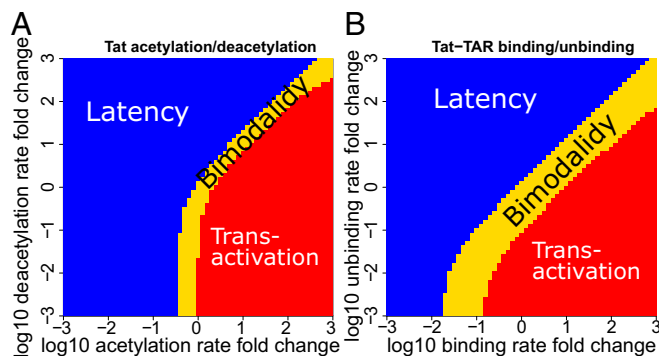 A
Tat acetylation/deacetylation
log10 deacetylation rate fold change
3
2
1
0
−1
−2
−3
Latency
Bimodalidy
Trans-
activation
−3 −2 −1 0 1 2 3
log10 acetylation rate fold change
B
Tat−TAR binding/unbinding
log10 unbinding rate fold change
3
2
1
0
−1
−2
−3
Latency
Bimodalidy
Trans-
activation
−3 −2 −1 0 1 2 3
log10 binding rate fold change